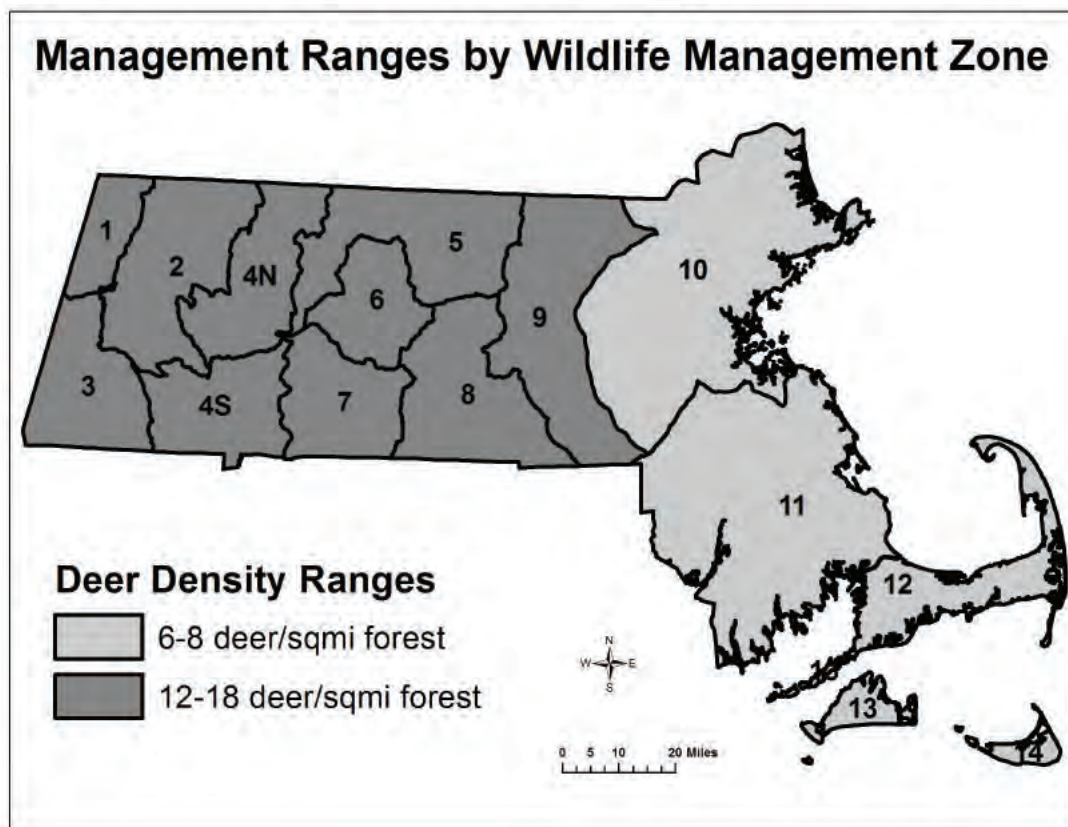 Management Ranges by Wildlife Management Zone
1
2
4N
5
6
9
10
3
4S
7
8
11
12
13
14
Deer Density Ranges
6-8 deer/sqmi forest
12-18 deer/sqmi forest
N
W E
S
0 5 10 20 Miles